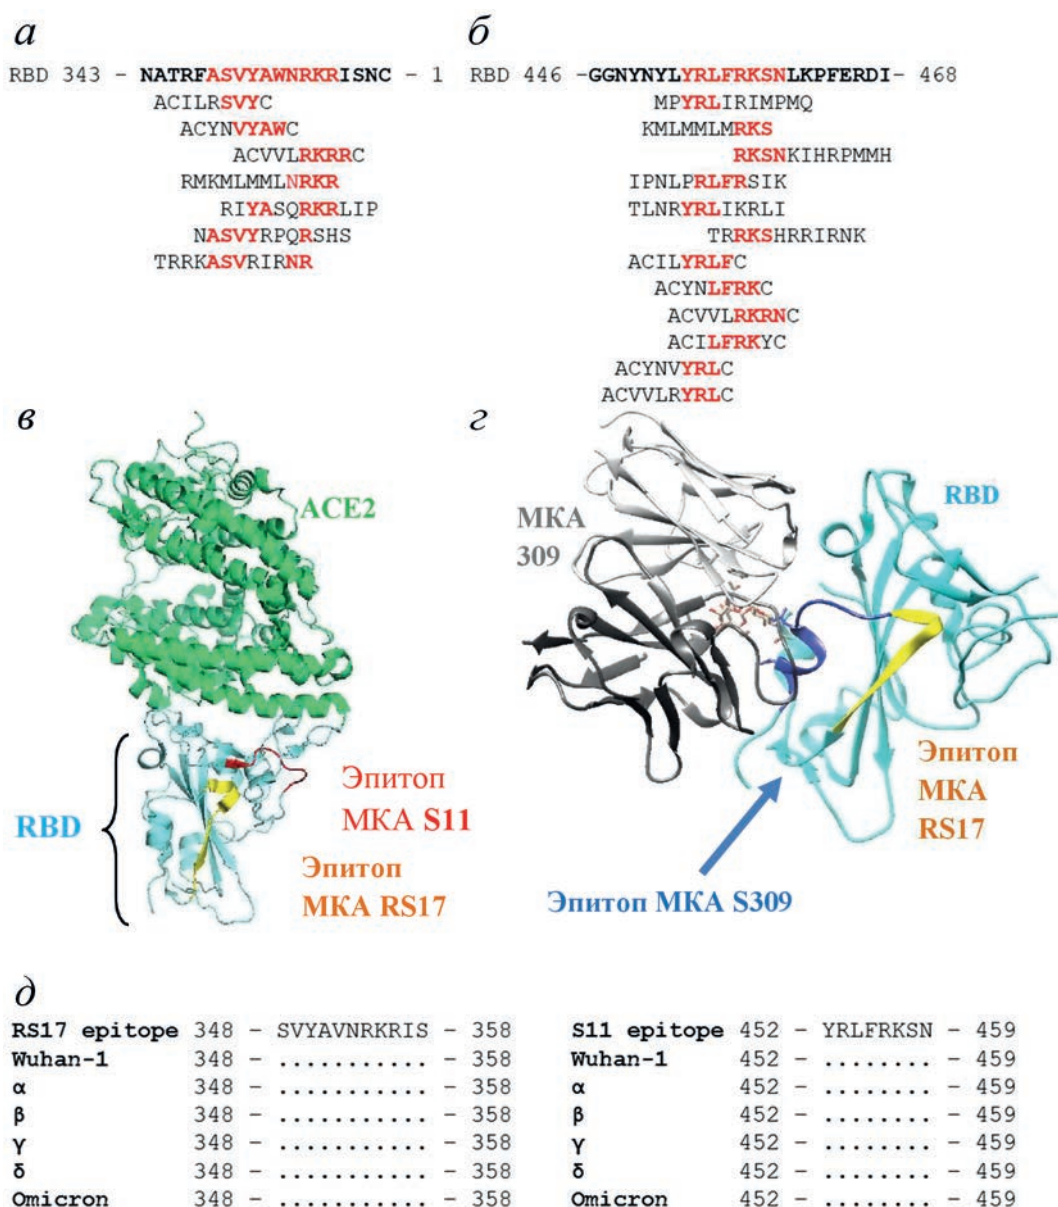 а
RBD 343 - NATRFASVYAWNRKRISNC - 1
ACILRSVYC
ACYNVYAWC
ACVVLRKRRC
RMKMLMMLNRKR
RIYASQRKRLIP
NASVYRPQRSHS
TRRKASVRIRNR
б
RBD 446 -GGNYNYLYRLFRKSNLKPFERDI- 468
MPYRLIRIMPMQ
KMLMMLMRKS
RKSNKIHRPMMH
IPNLPRLFRSIK
TLNRYRLIKRLI
TRRKSHRRIRNK
ACILYRLFC
ACYNLFRKC
ACVVLRKRNC
ACILFRKYC
ACYNVYRLC
ACVVLRYRLC
в
ACE2
RBD
Эпитоп
МКА S11
Эпитоп
МКА RS17
г
МКА
309
RBD
Эпитоп
МКА
RS17
Эпитоп МКА S309
д
RS17 epitope 348 - SVYAVNRKRIS - 358
Wuhan-1 348 - ........... - 358
α 348 - ........... - 358
β 348 - ........... - 358
γ 348 - ........... - 358
δ 348 - ........... - 358
Omicron 348 - ........... - 358
S11 epitope 452 - YRLFRKSN - 459
Wuhan-1 452 - ........ - 459
α 452 - ........ - 459
β 452 - ........ - 459
γ 452 - ........ - 459
δ 452 - ........ - 459
Omicron 452 - ........ - 459